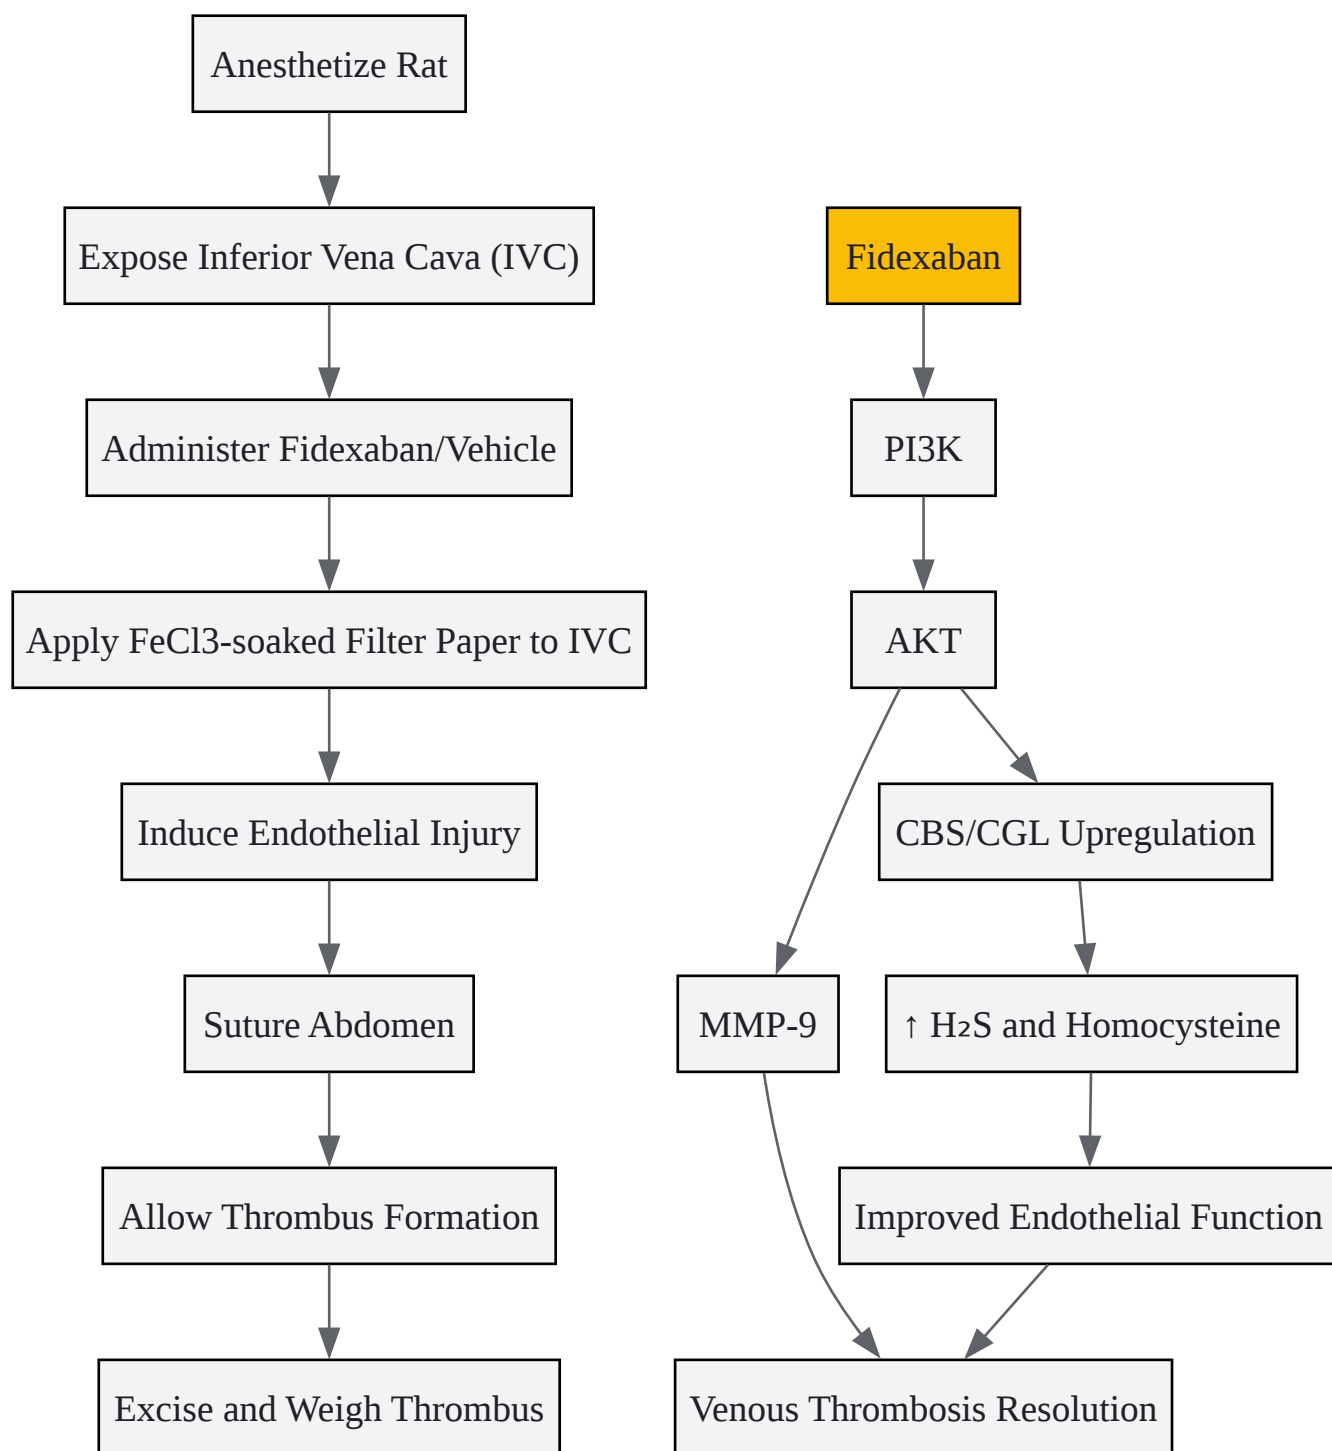 Anesthetize Rat
Expose Inferior Vena Cava (IVC)
Administer Fidexaban/Vehicle
Apply FeCl3-soaked Filter Paper to IVC
Induce Endothelial Injury
Suture Abdomen
Allow Thrombus Formation
Excise and Weigh Thrombus
Fidexaban
PI3K
AKT
CBS/CGL Upregulation
MMP-9
↑ H₂S and Homocysteine
Improved Endothelial Function
Venous Thrombosis Resolution